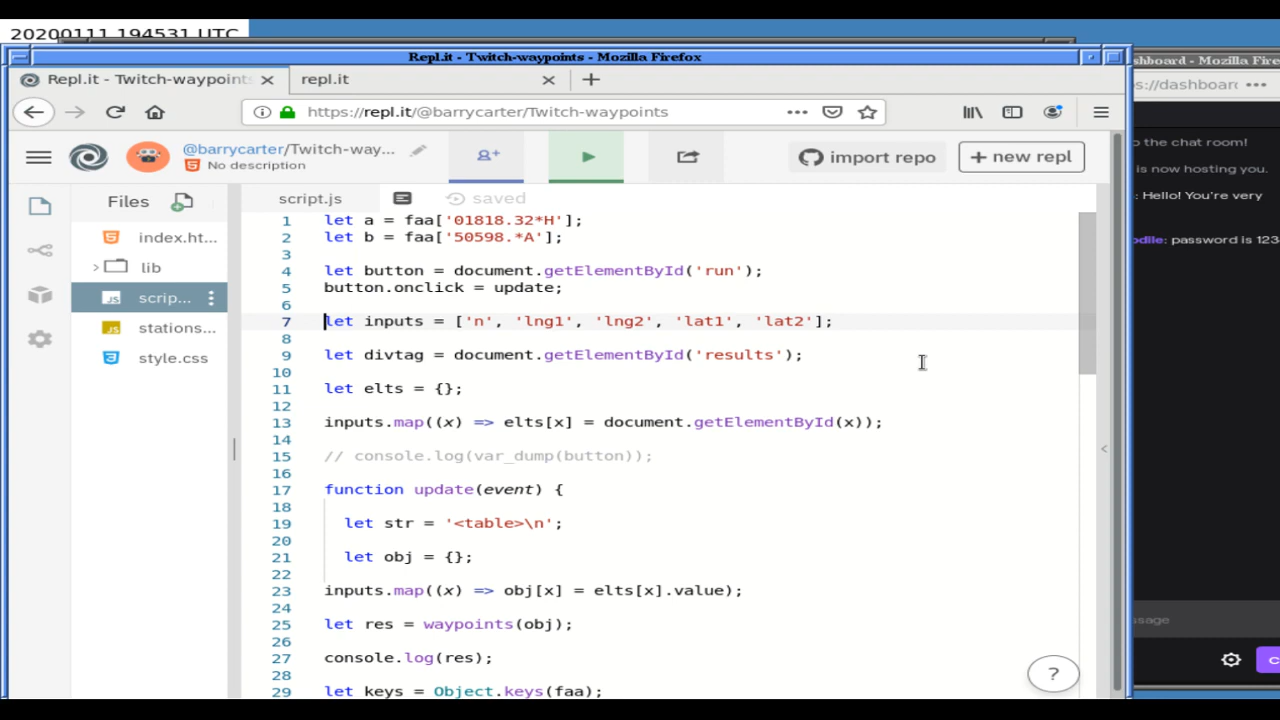 20200111 194531 UTC
Repl.it - Twitch-waypoints - Mozilla Firefox
shboard - Mozilla Fire
Repl.it - Twitch-waypoint
repl.it
s://dashboar
https://repl.it/@barrycarter/Twitch-waypoints
@barrycarter/Twitch-way...
No description
import repo
+ new repl
o the chat room!
is now hosting you.
: Hello! You're very
odile: password is 123
Files
script.js
saved
index.ht...
lib
scrip...
stations...
style.css
1 let a = faa['01818.32*H'];
2 let b = faa['50598.*A'];
3
4 let button = document.getElementById('run');
5 button.onclick = update;
6
7 let inputs = ['n', 'lng1', 'lng2', 'lat1', 'lat2'];
8
9 let divtag = document.getElementById('results');
10
11 let elts = {};
12
13 inputs.map((x) => elts[x] = document.getElementById(x));
14
15 // console.log(var_dump(button));
16
17 function update(event) {
18
19 let str = '<table>\n';
20
21 let obj = {};
22
23 inputs.map((x) => obj[x] = elts[x].value);
24
25 let res = waypoints(obj);
26
27 console.log(res);
28
29 let keys = Object.keys(faa);
ssage
?
C